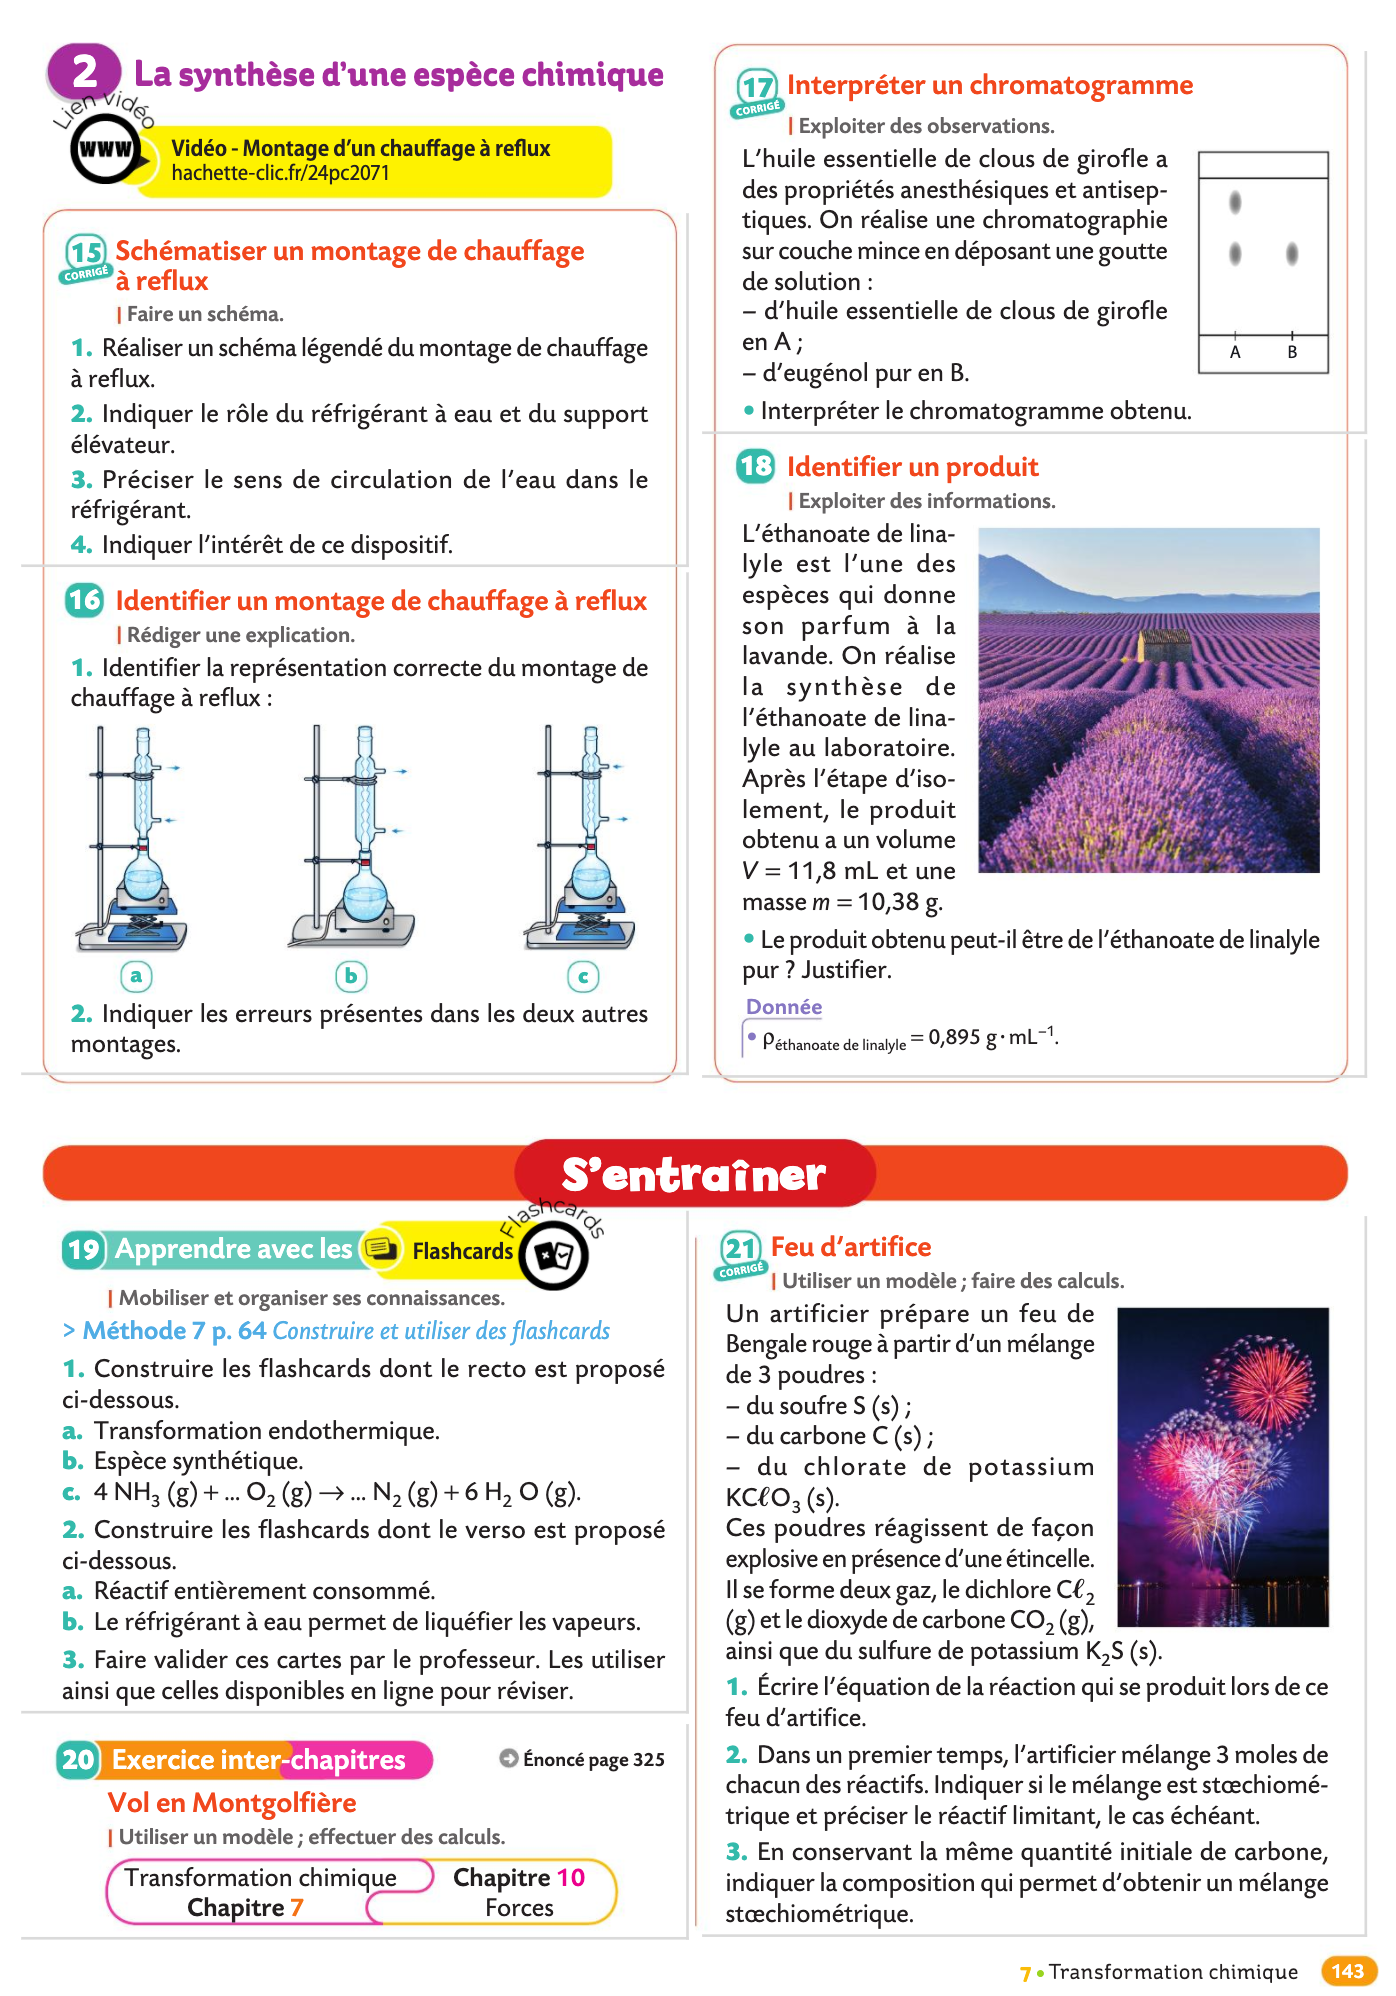 2 La synthèse d'une espèce chimique
Lien vidéo
www
Vidéo - Montage d'un chauffage à reflux
hachette-clic.fr/24pc2071
15 Schématiser un montage de chauffage
CORRIGÉ
à reflux
Faire un schéma.
1. Réaliser un schéma légendé du montage de chauffage
à reflux.
2. Indiquer le rôle du réfrigérant à eau et du support
élévateur.
3. Préciser le sens de circulation de l'eau dans le
réfrigérant.
4. Indiquer l'intérêt de ce dispositif.
16 Identifier un montage de chauffage à reflux
Rédiger une explication.
1. Identifier la représentation correcte du montage de
chauffage à reflux :
a
b
c
2. Indiquer les erreurs présentes dans les deux autres
montages.
17 Interpréter un chromatogramme
CORRIGÉ
Exploiter des observations.
L'huile essentielle de clous de girofle a
des propriétés anesthésiques et antisep-
tiques. On réalise une chromatographie
sur couche mince en déposant une goutte
de solution :
– d'huile essentielle de clous de girofle
en A ;
– d'eugénol pur en B.
A B
• Interpréter le chromatogramme obtenu.
18 Identifier un produit
Exploiter des informations.
L'éthanoate de lina-
lyle est l'une des
espèces qui donne
son parfum à la
lavande. On réalise
la synthèse de
l'éthanoate de lina-
lyle au laboratoire.
Après l'étape d'iso-
lement, le produit
obtenu a un volume
V = 11,8 mL et une
masse m = 10,38 g.
• Le produit obtenu peut-il être de l'éthanoate de linalyle
pur ? Justifier.
Donnée
• ρéthanoate de linalyle = 0,895 g·mL⁻¹.
S'entraîner
19 Apprendre avec les Flashcards
Flashcards
Mobiliser et organiser ses connaissances.
> Méthode 7 p. 64 Construire et utiliser des flashcards
1. Construire les flashcards dont le recto est proposé
ci-dessous.
a. Transformation endothermique.
b. Espèce synthétique.
c. 4 NH₃ (g) + ... O₂ (g) → ... N₂ (g) + 6 H₂ O (g).
2. Construire les flashcards dont le verso est proposé
ci-dessous.
a. Réactif entièrement consommé.
b. Le réfrigérant à eau permet de liquéfier les vapeurs.
3. Faire valider ces cartes par le professeur. Les utiliser
ainsi que celles disponibles en ligne pour réviser.
20 Exercice inter-chapitres
Énoncé page 325
Vol en Montgolfière
Utiliser un modèle ; effectuer des calculs.
Transformation chimique
Chapitre 7
Chapitre 10
Forces
21 Feu d'artifice
CORRIGÉ
Utiliser un modèle ; faire des calculs.
Un artificier prépare un feu de
Bengale rouge à partir d'un mélange
de 3 poudres :
– du soufre S (s) ;
– du carbone C (s) ;
– du chlorate de potassium
KCℓO₃ (s).
Ces poudres réagissent de façon
explosive en présence d'une étincelle.
Il se forme deux gaz, le dichlore Cℓ₂
(g) et le dioxyde de carbone CO₂ (g),
ainsi que du sulfure de potassium K₂S (s).
1. Écrire l'équation de la réaction qui se produit lors de ce
feu d'artifice.
2. Dans un premier temps, l'artificier mélange 3 moles de
chacun des réactifs. Indiquer si le mélange est stœchiomé-
trique et préciser le réactif limitant, le cas échéant.
3. En conservant la même quantité initiale de carbone,
indiquer la composition qui permet d'obtenir un mélange
stœchiométrique.
7 • Transformation chimique 143